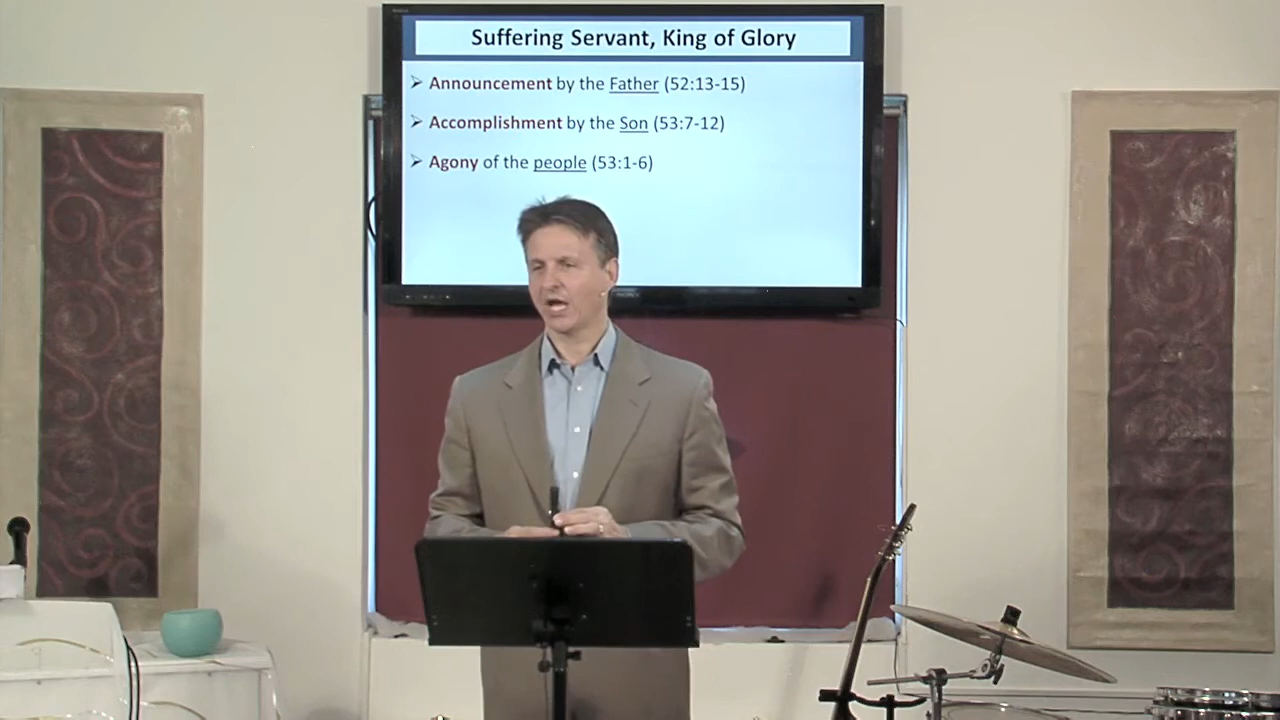 Suffering Servant, King of Glory
Announcement by the Father (52:13-15)
Accomplishment by the Son (53:7-12)
Agony of the people (53:1-6)